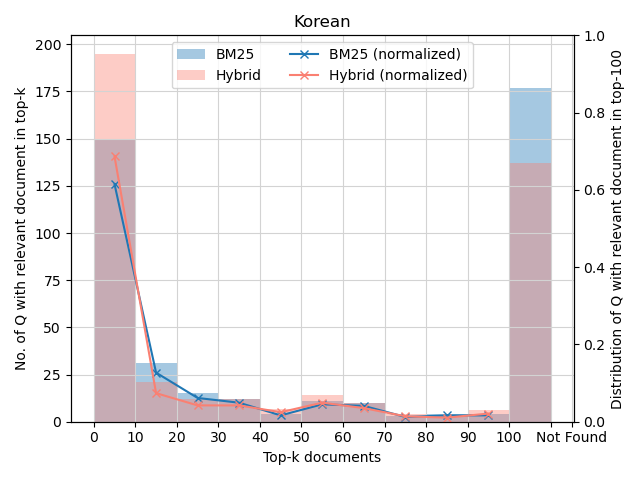 Korean
BM25
Hybrid
BM25 (normalized)
Hybrid (normalized)
No. of Q with relevant document in top-k
200
175
150
125
100
75
50
25
0
Distribution of Q with relevant document in top-100
1.0
0.8
0.6
0.4
0.2
0.0
0 10 20 30 40 50 60 70 80 90 100 Not Found
Top-k documents